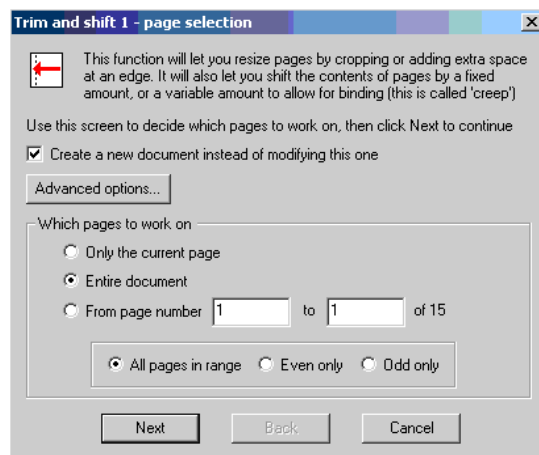 Trim and shift 1 - page selection
This function will let you resize pages by cropping or adding extra space
at an edge. It will also let you shift the contents of pages by a fixed
amount, or a variable amount to allow for binding (this is called 'creep')
Use this screen to decide which pages to work on, then click Next to continue
Create a new document instead of modifying this one
Advanced options...
Which pages to work on
Only the current page
Entire document
From page number 1 to 1 of 15
All pages in range Even only Odd only
Next Back Cancel